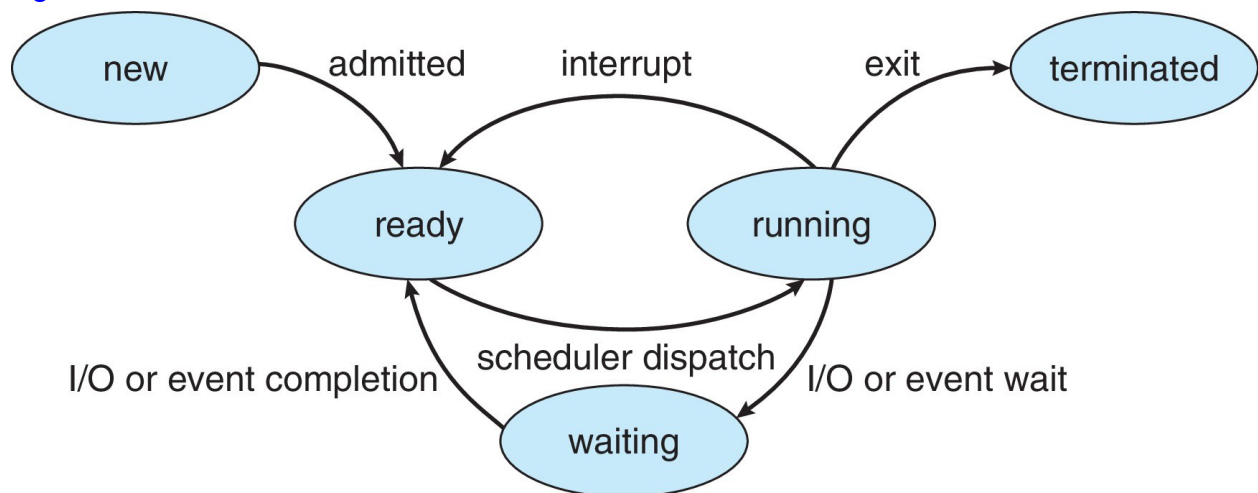 new
admitted
interrupt
exit
terminated
ready
running
scheduler dispatch
I/O or event completion
I/O or event wait
waiting